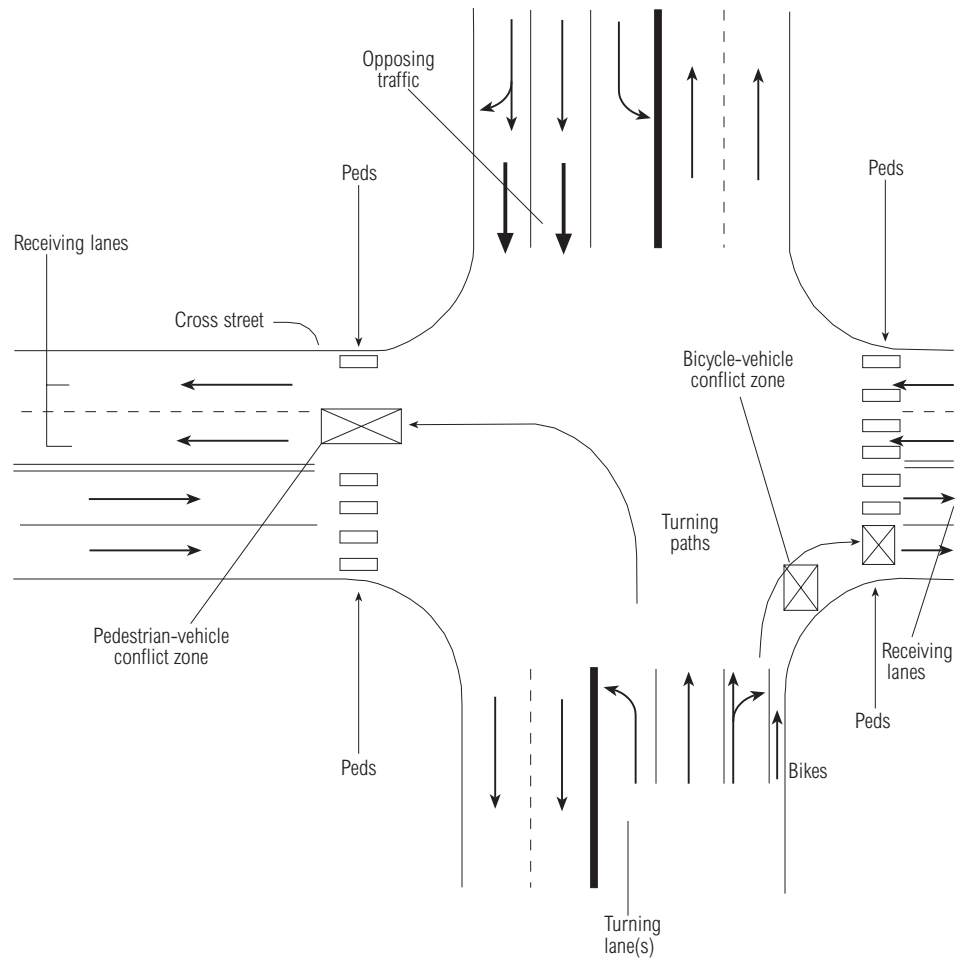 Opposing
traffic
Peds
Peds
Receiving lanes
Cross street
Bicycle-vehicle
conflict zone
Turning
paths
Pedestrian-vehicle
conflict zone
Receiving
lanes
Peds
Peds
Bikes
Turning
lane(s)